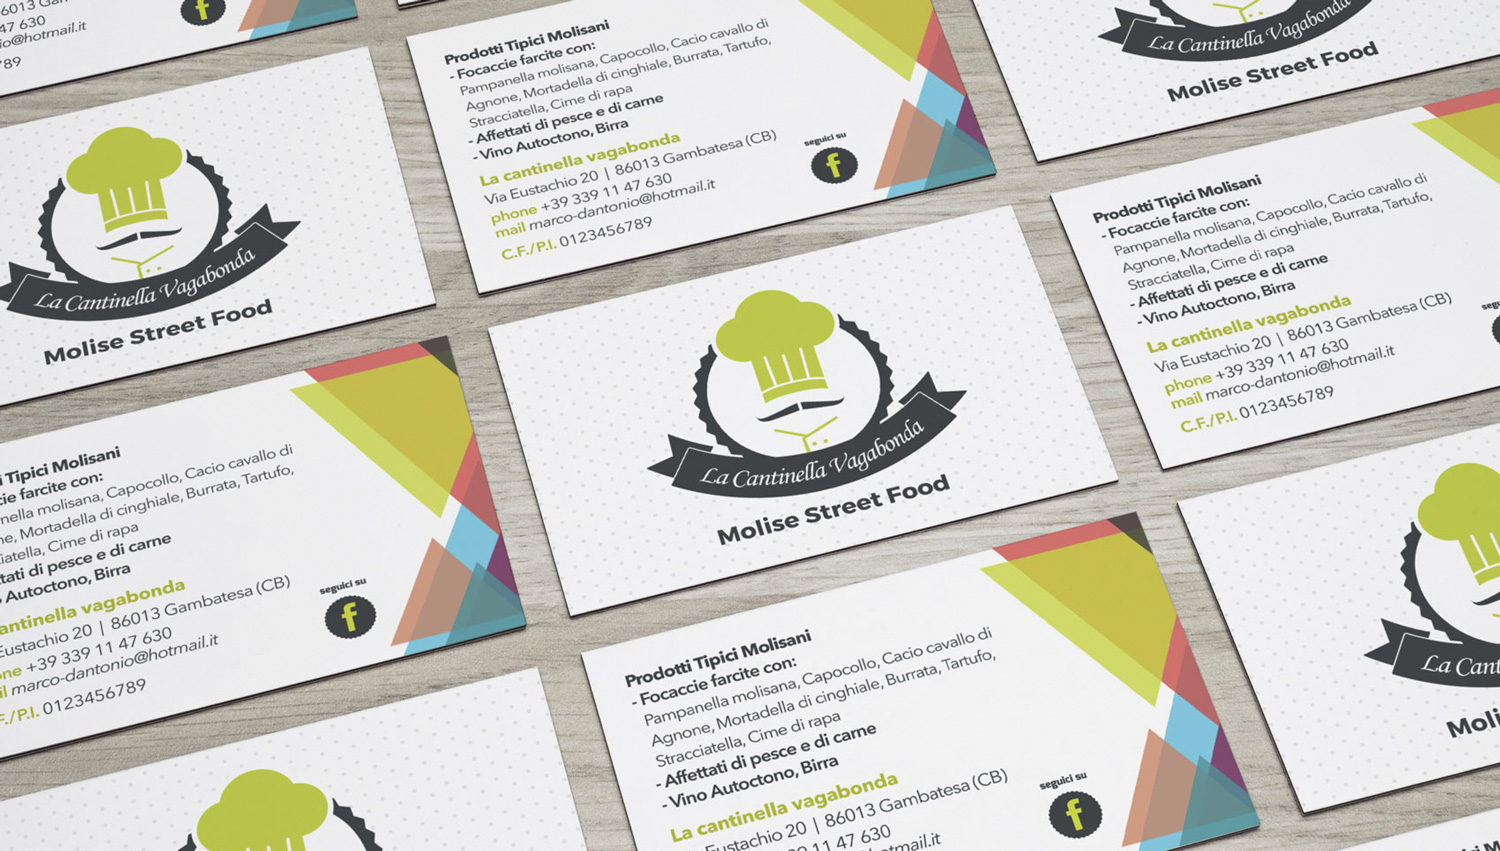 86013 Gambatesa
47 630
io@hotmail.it
789
Prodotti Tipici Molisani
- Focaccie farcite con:
Pampanella molisana, Capocollo, Cacio cavallo di
Agnone, Mortadella di cinghiale, Burrata, Tartufo,
Stracciatella, Cime di rapa
- Affettati di pesce e di carne
- Vino Autoctono, Birra
La cantinella vagabonda
Via Eustachio 20 | 86013 Gambatesa (CB)
phone +39 339 11 47 630
mail marco-dantonio@hotmail.it
C.F./P.I. 0123456789
seguici su
f
La Cantinella Vagabonda
Molise Street Food
La Cantinella Vagabonda
Molise Street Food
Prodotti Tipici Molisani
- Focaccie farcite con:
Pampanella molisana, Capocollo, Cacio cavallo di
Agnone, Mortadella di cinghiale, Burrata, Tartufo,
Stracciatella, Cime di rapa
- Affettati di pesce e di carne
- Vino Autoctono, Birra
La cantinella vagabonda
Via Eustachio 20 | 86013 Gambatesa (CB)
phone +39 339 11 47 630
mail marco-dantonio@hotmail.it
C.F./P.I. 0123456789
La Cantinella Vagabonda
Molise Street Food
i Tipici Molisani
cie farcite con:
nella molisana, Capocollo, Cacio cavallo di
ne, Mortadella di cinghiale, Burrata, Tartufo,
iatella, Cime di rapa
tati di pesce e di carne
Autoctono, Birra
antinella vagabonda
Eustachio 20 | 86013 Gambatesa (CB)
one +39 339 11 47 630
il marco-dantonio@hotmail.it
F./P.I. 0123456789
seguici su
f
Prodotti Tipici Molisani
- Focaccie farcite con:
Pampanella molisana, Capocollo, Cacio cavallo di
Agnone, Mortadella di cinghiale, Burrata, Tartufo,
Stracciatella, Cime di rapa
- Affettati di pesce e di carne
- Vino Autoctono, Birra
La cantinella vagabonda
Eustachio 20 | 86013 Gambatesa (CB)
39 11 47 630
antonio@hotmail.it
seguici su
f
La Cant
Moli